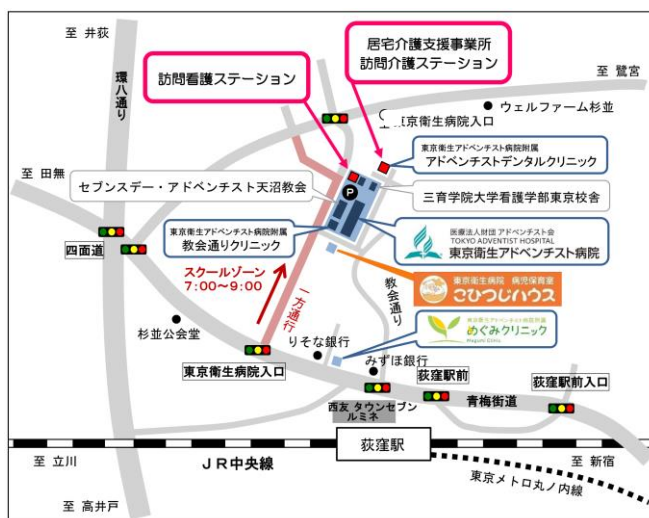 至 井荻
環八通り
訪問看護ステーション
居宅介護支援事業所
訪問介護ステーション
至 鷺宮
ウェルファーム杉並
東京衛生病院入口
東京衛生アドベンチスト病院附属
アドベンチストデンタルクリニック
至 田無
セブンスデー・アドベンチスト天沼教会
P
三育学院大学看護学部東京校舎
東京衛生アドベンチスト病院附属
教会通りクリニック
医療法人財団 アドベンチスト会
TOKYO ADVENTIST HOSPITAL
東京衛生アドベンチスト病院
四面道
スクールゾーン
7:00～9:00
一方通行
教会通り
東京衛生病院 病児保育室
こひつじハウス
杉並公会堂
りそな銀行
東京衛生アドベンチスト病院附属
めぐみクリニック
Megumi Clinic
東京衛生病院入口
みずほ銀行
荻窪駅前
荻窪駅前入口
西友 タウンセブン
ルミネ
青梅街道
荻窪駅
至 立川
JR中央線
至 新宿
東京メトロ丸ノ内線
至 高井戸